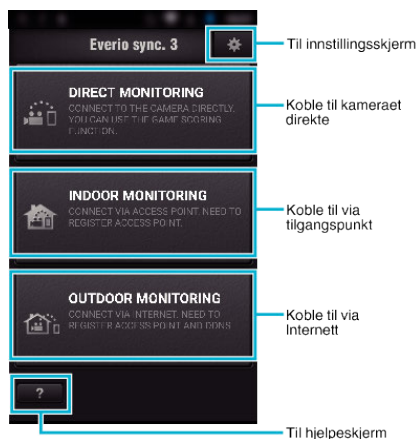 Everio sync. 3
Til innstillingsskjerm
DIRECT MONITORING
CONNECT TO THE CAMERA DIRECTLY.
YOU CAN USE THE GAME SCORING
FUNCTION.
Koble til kameraet
direkte
INDOOR MONITORING
CONNECT VIA ACCESS POINT. NEED TO
REGISTER ACCESS POINT.
Koble til via
tilgangspunkt
OUTDOOR MONITORING
CONNECT VIA INTERNET. NEED TO
REGISTER ACCESS POINT AND DDNS
Koble til via
Internett
?
Til hjelpeskjerm